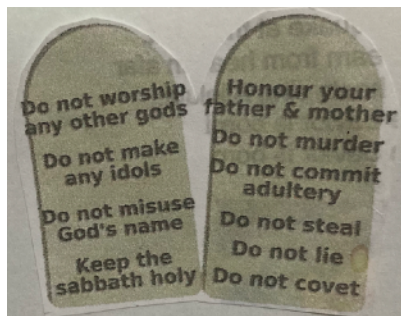 Do not worship
any other gods
Do not make
any idols
Do not misuse
God's name
Keep the
sabbath holy
Honour your
father & mother
Do not murder
Do not commit
adultery
Do not steal
Do not lie
Do not covet